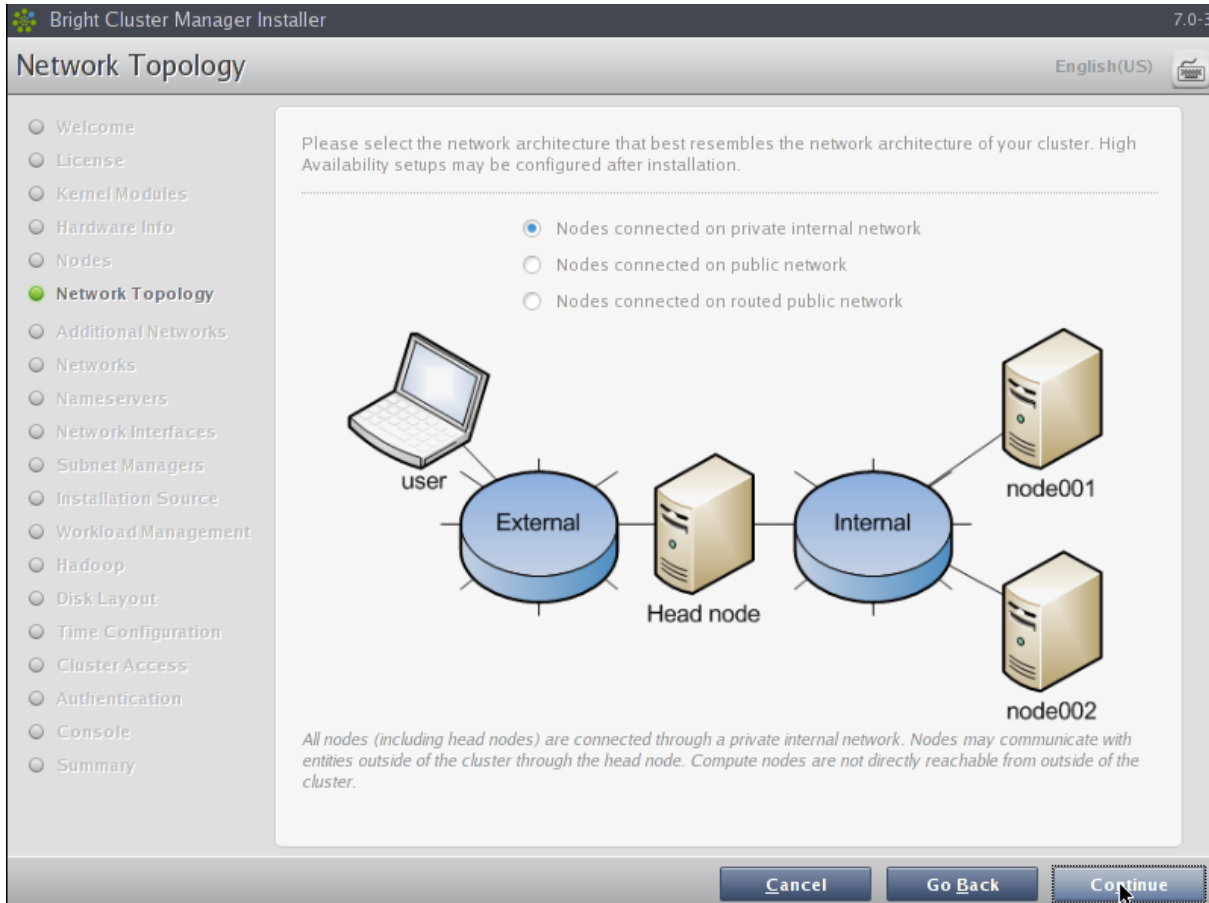 Bright Cluster Manager Installer
7.0-3
Network Topology
English(US)
Welcome
License
Kernel Modules
Hardware Info
Nodes
Network Topology
Additional Networks
Networks
Nameservers
Network Interfaces
Subnet Managers
Installation Source
Workload Management
Hadoop
Disk Layout
Time Configuration
Cluster Access
Authentication
Console
Summary
Please select the network architecture that best resembles the network architecture of your cluster. High
Availability setups may be configured after installation.
Nodes connected on private internal network
Nodes connected on public network
Nodes connected on routed public network
user
External
Head node
Internal
node001
node002
All nodes (including head nodes) are connected through a private internal network. Nodes may communicate with
entities outside of the cluster through the head node. Compute nodes are not directly reachable from outside of the
cluster.
Cancel
Go Back
Continue